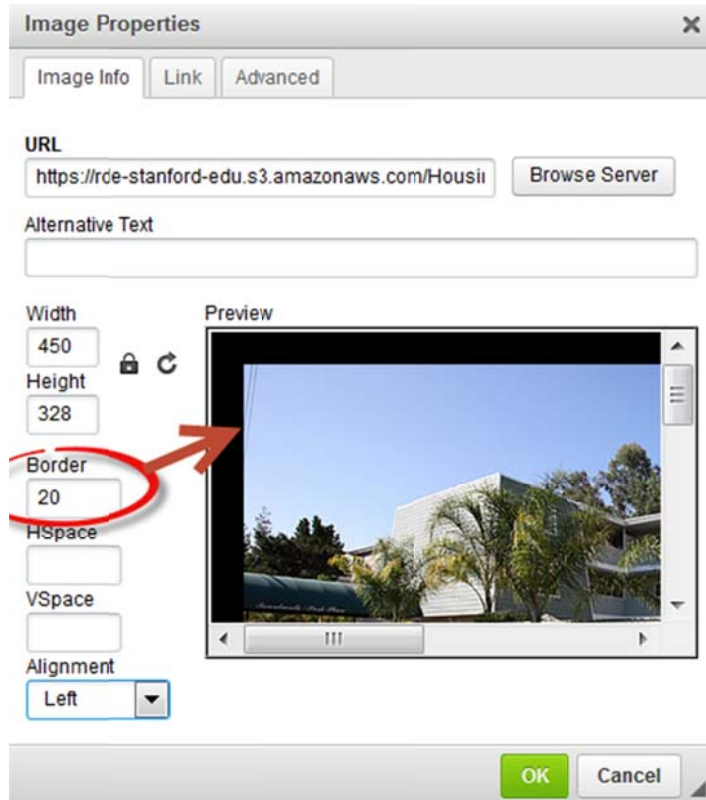 Image Properties
Image Info Link Advanced
URL
https://rde-stanford-edu.s3.amazonaws.com/Housii Browse Server
Alternative Text
Width Preview
450
Height
328
Border
20
HSpace
VSpace
Alignment
Left
OK Cancel